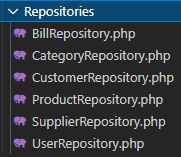 Repositories
BillRepository.php
CategoryRepository.php
CustomerRepository.php
ProductRepository.php
SupplierRepository.php
UserRepository.php